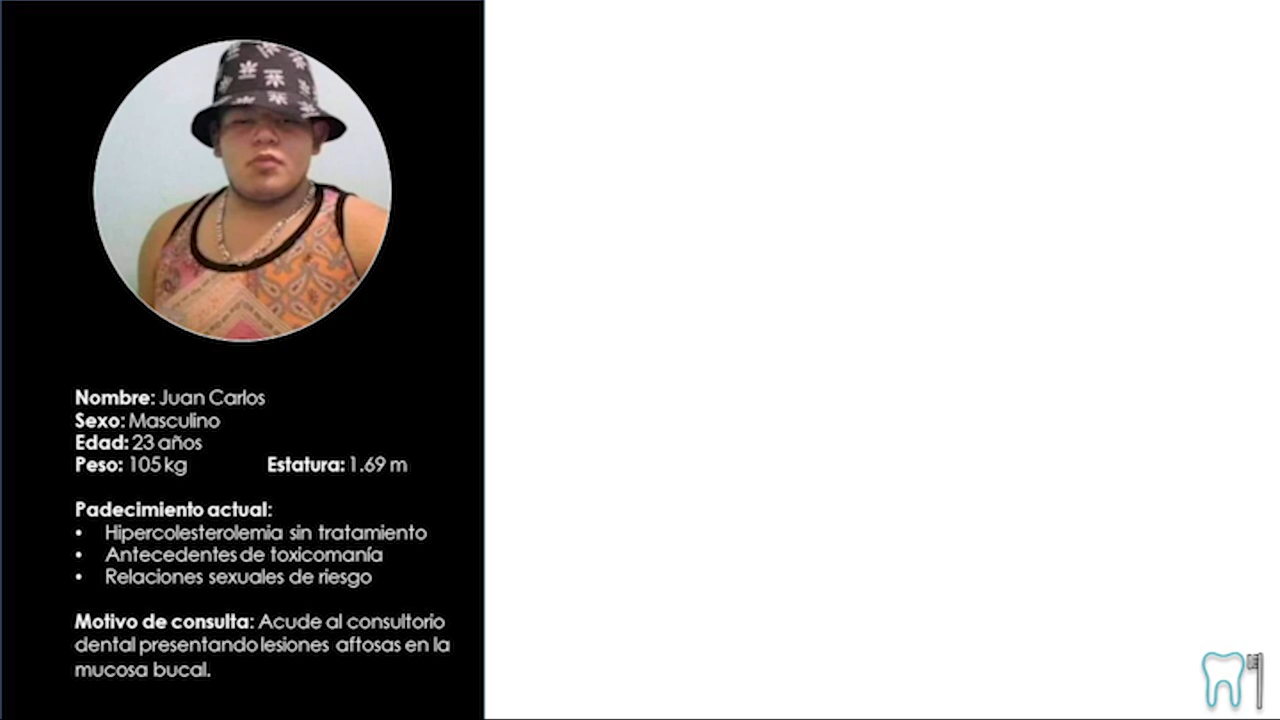 Nombre: Juan Carlos
Sexo: Masculino
Edad: 23 años
Peso: 105 kg Estatura: 1.69 m
Padecimiento actual:
• Hipercolesterolemia sin tratamiento
• Antecedentes de toxicomanía
• Relaciones sexuales de riesgo
Motivo de consulta: Acude al consultorio
dental presentando lesiones aftosas en la
mucosa bucal.